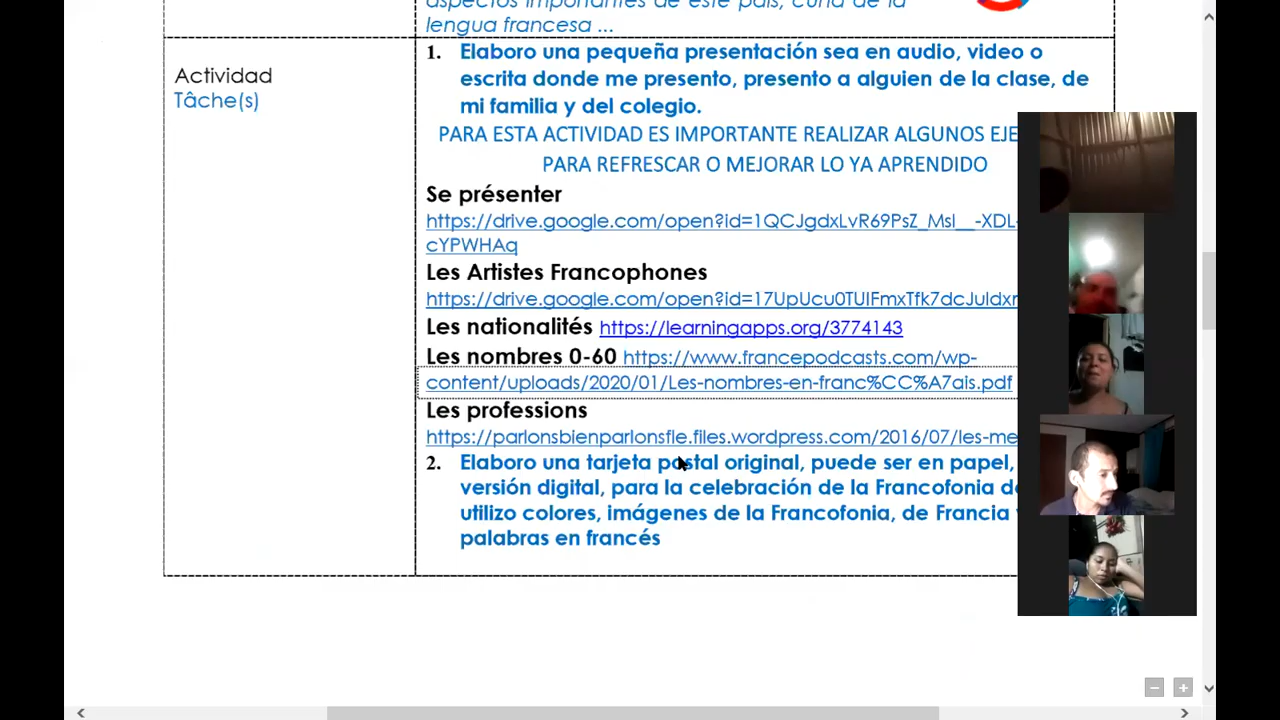 aspectos importantes de este país, cuna de la
lengua francesa ...
Actividad
Tâche(s)
1. Elaboro una pequeña presentación sea en audio, video o
escrita donde me presento, presento a alguien de la clase, de
mi familia y del colegio.
PARA ESTA ACTIVIDAD ES IMPORTANTE REALIZAR ALGUNOS EJE
PARA REFRESCAR O MEJORAR LO YA APRENDIDO
Se présenter
https://drive.google.com/open?id=1QCJgdxLvR69PsZ_MsI__-XDL-
cYPWHAq
Les Artistes Francophones
https://drive.google.com/open?id=17UpUcu0TUIFmxTfk7dcJuldxr
Les nationalités https://learningapps.org/3774143
Les nombres 0-60 https://www.francepodcasts.com/wp-
content/uploads/2020/01/Les-nombres-en-franc%CC%A7ais.pdf
Les professions
https://parlonsbienparlonsfle.files.wordpress.com/2016/07/les-me
2. Elaboro una tarjeta postal original, puede ser en papel,
versión digital, para la celebración de la Francofonia de
utilizo colores, imágenes de la Francofonia, de Francia
palabras en francés